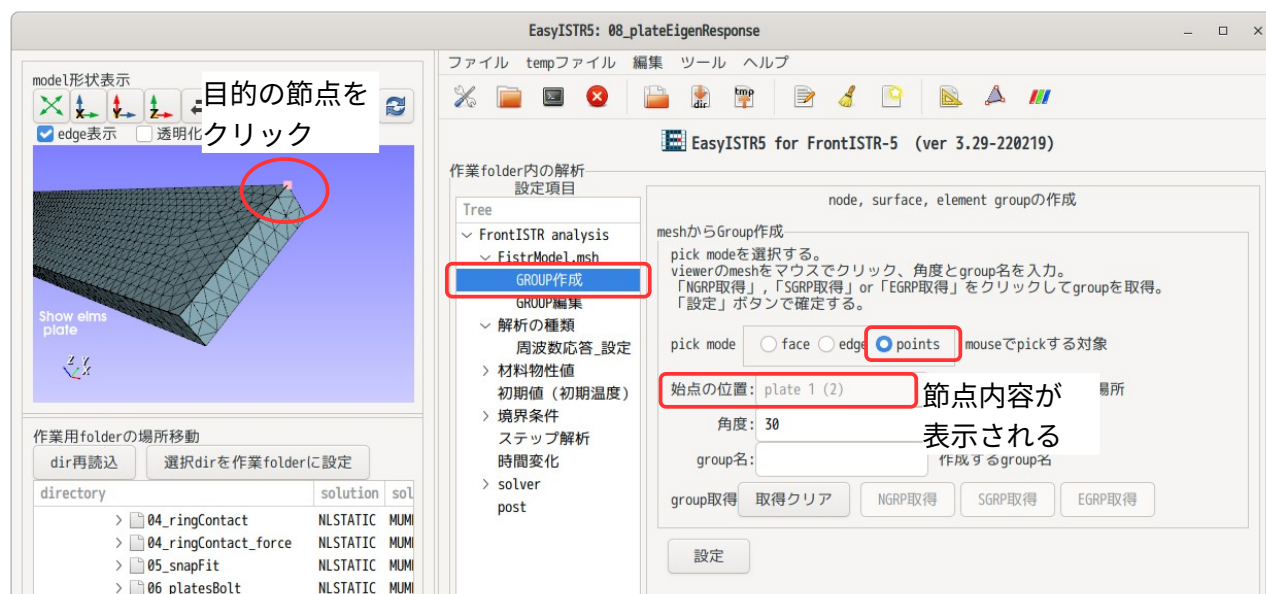 EasyISTR5: 08_plateEigenResponse
model形状表示
目的の節点を
クリック
edge表示 透明化
Show elms
plate
作業用folderの場所移動
dir再読込 選択dirを作業folderに設定
directory solution sol
04_ringContact NLSTATIC MUM
04_ringContact_force NLSTATIC MUM
05_snapFit NLSTATIC MUM
06_platesBolt NLSTATIC MUM
ファイル tempファイル 編集 ツール ヘルプ
dir tmp
EasyISTR5 for FrontISTR-5 (ver 3.29-220219)
作業folder内の解析
設定項目
Tree
FrontISTR analysis
FistrModel.msh
GROUP作成
GROUP編集
解析の種類
周波数応答_設定
材料物性値
初期値 (初期温度)
境界条件
ステップ解析
時間変化
solver
post
node, surface, element groupの作成
meshからGroup作成
pick modeを選択する。
viewerのmeshをマウスでクリック、角度とgroup名を入力。
「NGRP取得」,「SGRP取得」or「EGRP取得」をクリックしてgroupを取得。
「設定」ボタンで確定する。
pick mode face edge points mouseでpickする対象
始点の位置: plate 1 (2) 場所
節点内容が
表示される
角度: 30
group名: 作成するgroup名
group取得 取得クリア NGRP取得 SGRP取得 EGRP取得
設定